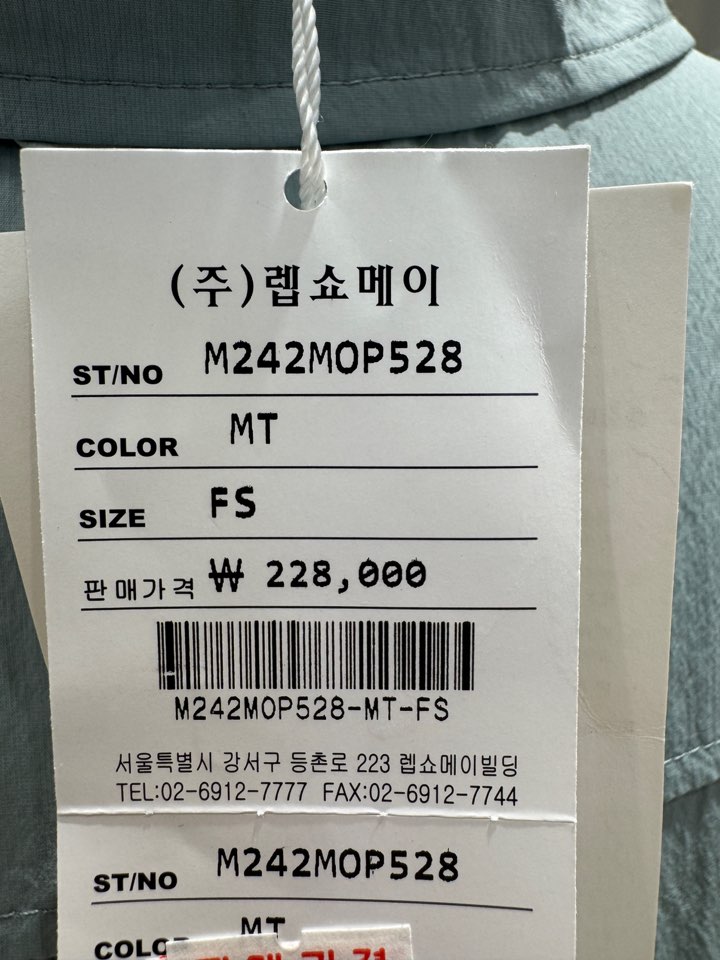 (주)렙쇼메이
ST/NO M242MOP528
COLOR MT
SIZE FS
판매가격 ₩ 228,000
M242MOP528-MT-FS
서울특별시 강서구 등촌로 223 렙쇼메이빌딩
TEL:02-6912-7777 FAX:02-6912-7744
ST/NO M242MOP528
MT